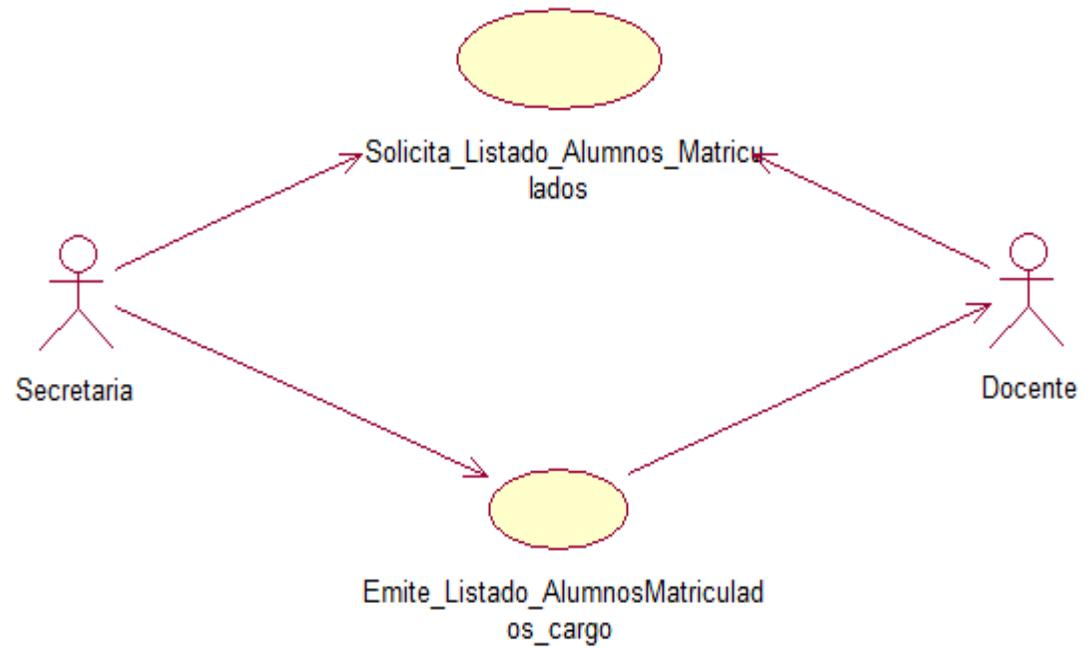 Solicita_Listado_Alumnos_Matricu
lados
Secretaria
Docente
Emite_Listado_AlumnosMatriculad
os_cargo